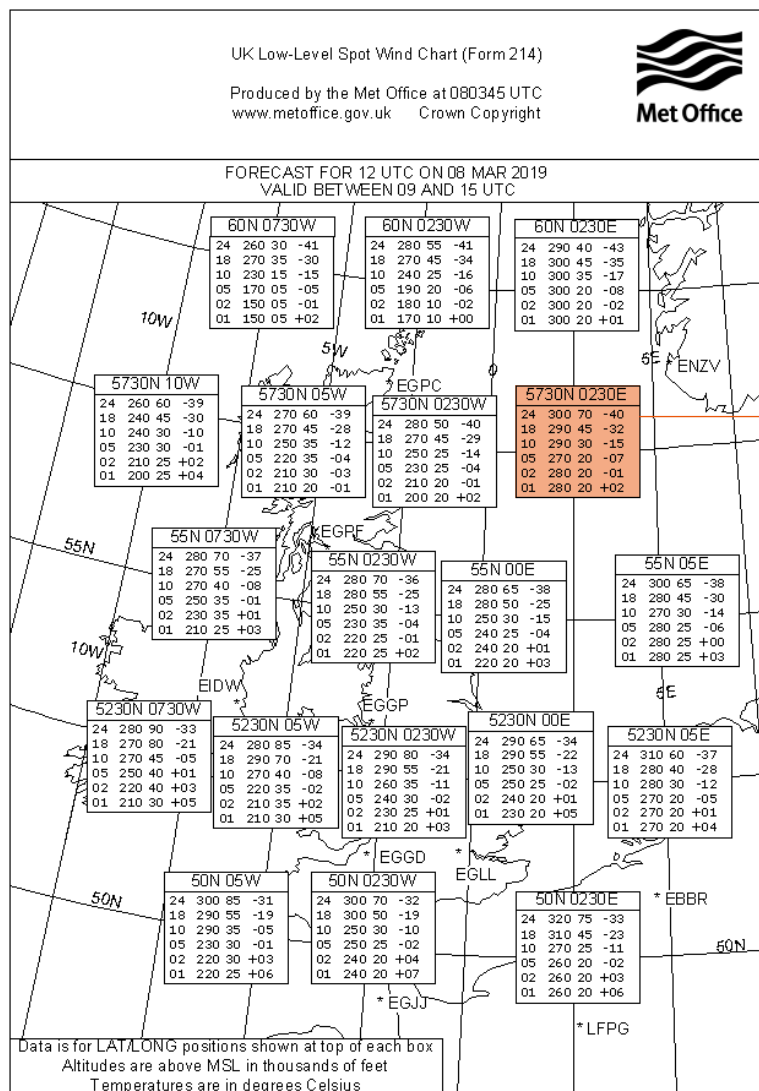 UK Low-Level Spot Wind Chart (Form 214)
Produced by the Met Office at 080345 UTC
www.metoffice.gov.uk Crown Copyright
Met Office
FORECAST FOR 12 UTC ON 08 MAR 2019
VALID BETWEEN 09 AND 15 UTC
60N 0730W
24 260 30 -41
18 270 35 -30
10 230 15 -15
05 170 05 -05
02 150 05 -01
01 150 05 +02
60N 0230W
24 280 55 -41
18 270 45 -34
10 240 25 -16
05 190 20 -06
02 180 10 -02
01 170 10 +00
60N 0230E
24 290 40 -43
18 300 45 -35
10 300 35 -17
05 300 20 -08
02 300 20 -02
01 300 20 +01
10W
5W
5E
* ENZV
* EGPC
5730N 10W
24 260 60 -39
18 240 45 -30
10 240 30 -10
05 230 30 -01
02 210 25 +02
01 200 25 +04
5730N 05W
24 270 60 -39
18 270 45 -28
10 250 35 -12
05 220 35 -04
02 210 30 -03
01 210 20 -01
5730N 0230W
24 280 50 -40
18 270 45 -29
10 250 25 -14
05 230 25 -04
02 210 20 -01
01 200 20 +02
5730N 0230E
24 300 70 -40
18 290 45 -32
10 290 30 -15
05 270 20 -07
02 280 20 -01
01 280 20 +02
55N
EGPF
55N 0730W
24 280 70 -37
18 270 55 -25
10 270 40 -08
05 250 35 -01
02 230 35 +01
01 210 25 +03
55N 0230W
24 280 70 -36
18 280 55 -25
10 250 30 -13
05 230 35 -04
02 220 25 -01
01 220 25 +02
55N 00E
24 280 65 -38
18 280 50 -25
10 250 30 -15
05 240 25 -04
02 240 20 +01
01 220 20 +03
55N 05E
24 300 65 -38
18 280 45 -30
10 270 30 -14
05 280 25 -06
02 280 25 +00
01 280 25 +03
10W
EIDW
*
EGGP
*
5E
5230N 0730W
24 280 90 -33
18 270 80 -21
10 270 45 -05
05 250 40 +01
02 220 40 +03
01 210 30 +05
5230N 05W
24 280 85 -34
18 290 70 -21
10 270 40 -08
05 220 35 -02
02 210 35 +02
01 210 30 +05
5230N 0230W
24 290 80 -34
18 290 55 -21
10 260 35 -11
05 240 30 -02
02 230 25 +01
01 210 20 +03
5230N 00E
24 290 65 -34
18 290 55 -22
10 250 30 -13
05 250 25 -02
02 240 20 +01
01 230 20 +05
5230N 05E
24 310 60 -37
18 280 40 -28
10 280 30 -12
05 270 20 -05
02 270 20 +01
01 270 20 +04
* EGGD
*
EGLL
50N
50N 05W
24 300 85 -31
18 290 55 -19
10 290 35 -05
05 230 30 -01
02 220 30 +03
01 220 25 +06
50N 0230W
24 300 70 -32
18 300 50 -19
10 250 30 -10
05 250 25 -02
02 240 20 +04
01 240 20 +07
50N 0230E
24 320 75 -33
18 310 45 -23
10 270 25 -11
05 260 20 -02
02 260 20 +03
01 260 20 +06
* EBBR
50N
* EGJJ
* LFPG
Data is for LAT/LONG positions shown at top of each box
Altitudes are above MSL in thousands of feet
Temperatures are in degrees Celsius